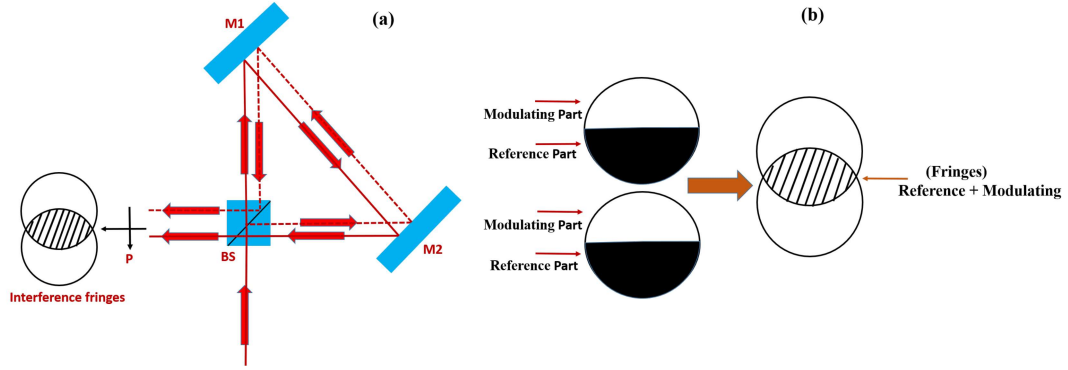 (a)
M1
M2
BS
P
Interference fringes
(b)
Modulating Part
Reference Part
Modulating Part
Reference Part
(Fringes)
Reference + Modulating